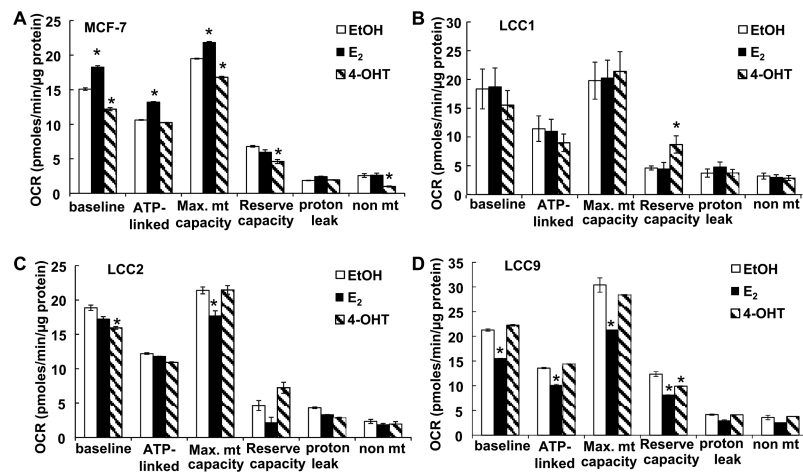 A
MCF-7
EtOH
E2
4-OHT
OCR (pmoles/min/µg protein)
25
20
15
10
5
0
*
*
*
*
*
*
*
baseline
ATP-linked
Max. mt capacity
Reserve capacity
proton leak
non mt
B
LCC1
EtOH
E2
4-OHT
OCR (pmoles/min/µg protein)
30
25
20
15
10
5
0
*
baseline
ATP-linked
Max. mt capacity
Reserve capacity
proton leak
non mt
C
LCC2
EtOH
E2
4-OHT
OCR (pmoles/min/µg protein)
25
20
15
10
5
0
*
*
baseline
ATP-linked
Max. mt capacity
Reserve capacity
proton leak
non mt
D
LCC9
EtOH
E2
4-OHT
OCR (pmoles/min/µg protein)
35
30
25
20
15
10
5
0
*
*
*
*
*
baseline
ATP-linked
Max. mt capacity
Reserve capacity
proton leak
non mt